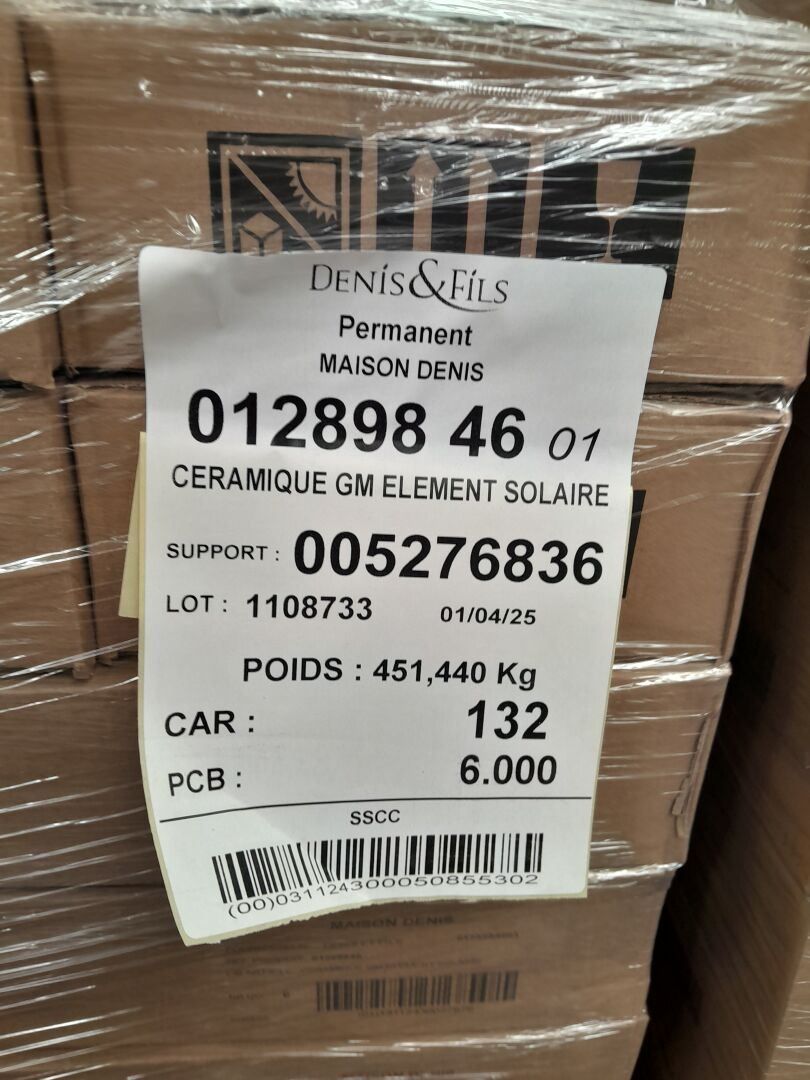 DENIS&FILS
Permanent
MAISON DENIS
012898 46 01
CERAMIQUE GM ELEMENT SOLAIRE
SUPPORT : 005276836
LOT : 1108733 01/04/25
POIDS : 451,440 Kg
CAR : 132
PCB : 6.000
SSCC
(00)031124300050855302
MAISON DENIS